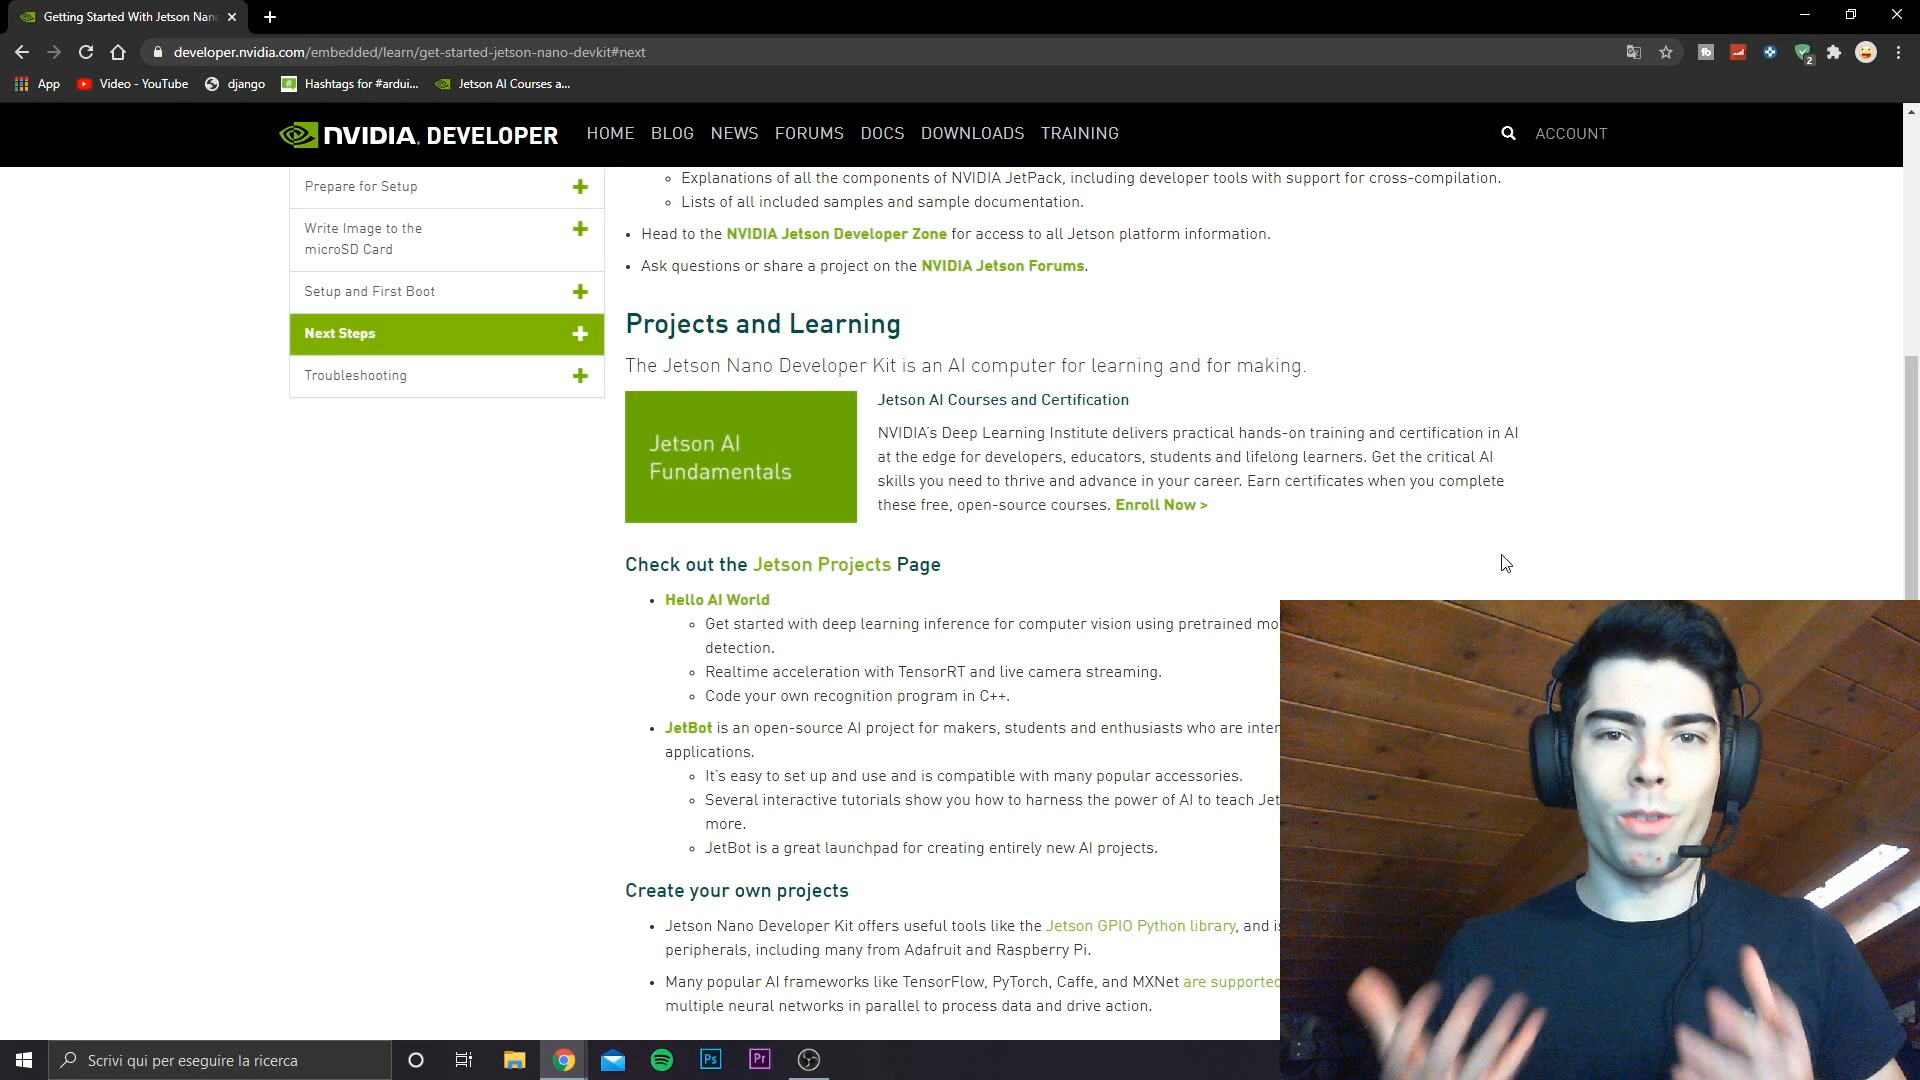 Getting Started With Jetson Nano
developer.nvidia.com/embedded/learn/get-started-jetson-nano-devkit#next
2
App
Video - YouTube
django
Hashtags for #ardui...
Jetson AI Courses a...
NVIDIA. DEVELOPER
HOME BLOG NEWS FORUMS DOCS DOWNLOADS TRAINING
ACCOUNT
Prepare for Setup
Write Image to the
microSD Card
Setup and First Boot
Next Steps
Troubleshooting
Explanations of all the components of NVIDIA JetPack, including developer tools with support for cross-compilation.
Lists of all included samples and sample documentation.
Head to the NVIDIA Jetson Developer Zone for access to all Jetson platform information.
Ask questions or share a project on the NVIDIA Jetson Forums.
Projects and Learning
The Jetson Nano Developer Kit is an AI computer for learning and for making.
Jetson AI
Fundamentals
Jetson AI Courses and Certification
NVIDIA's Deep Learning Institute delivers practical hands-on training and certification in AI
at the edge for developers, educators, students and lifelong learners. Get the critical AI
skills you need to thrive and advance in your career. Earn certificates when you complete
these free, open-source courses. Enroll Now >
Check out the Jetson Projects Page
Hello AI World
Get started with deep learning inference for computer vision using pretrained mo
detection.
Realtime acceleration with TensorRT and live camera streaming.
Code your own recognition program in C++.
JetBot is an open-source AI project for makers, students and enthusiasts who are inter
applications.
It's easy to set up and use and is compatible with many popular accessories.
Several interactive tutorials show you how to harness the power of AI to teach Jet
more.
JetBot is a great launchpad for creating entirely new AI projects.
Create your own projects
Jetson Nano Developer Kit offers useful tools like the Jetson GPIO Python library, and is
peripherals, including many from Adafruit and Raspberry Pi.
Many popular AI frameworks like TensorFlow, PyTorch, Caffe, and MXNet are supported
multiple neural networks in parallel to process data and drive action.
Scrivi qui per eseguire la ricerca
Ps
Pr